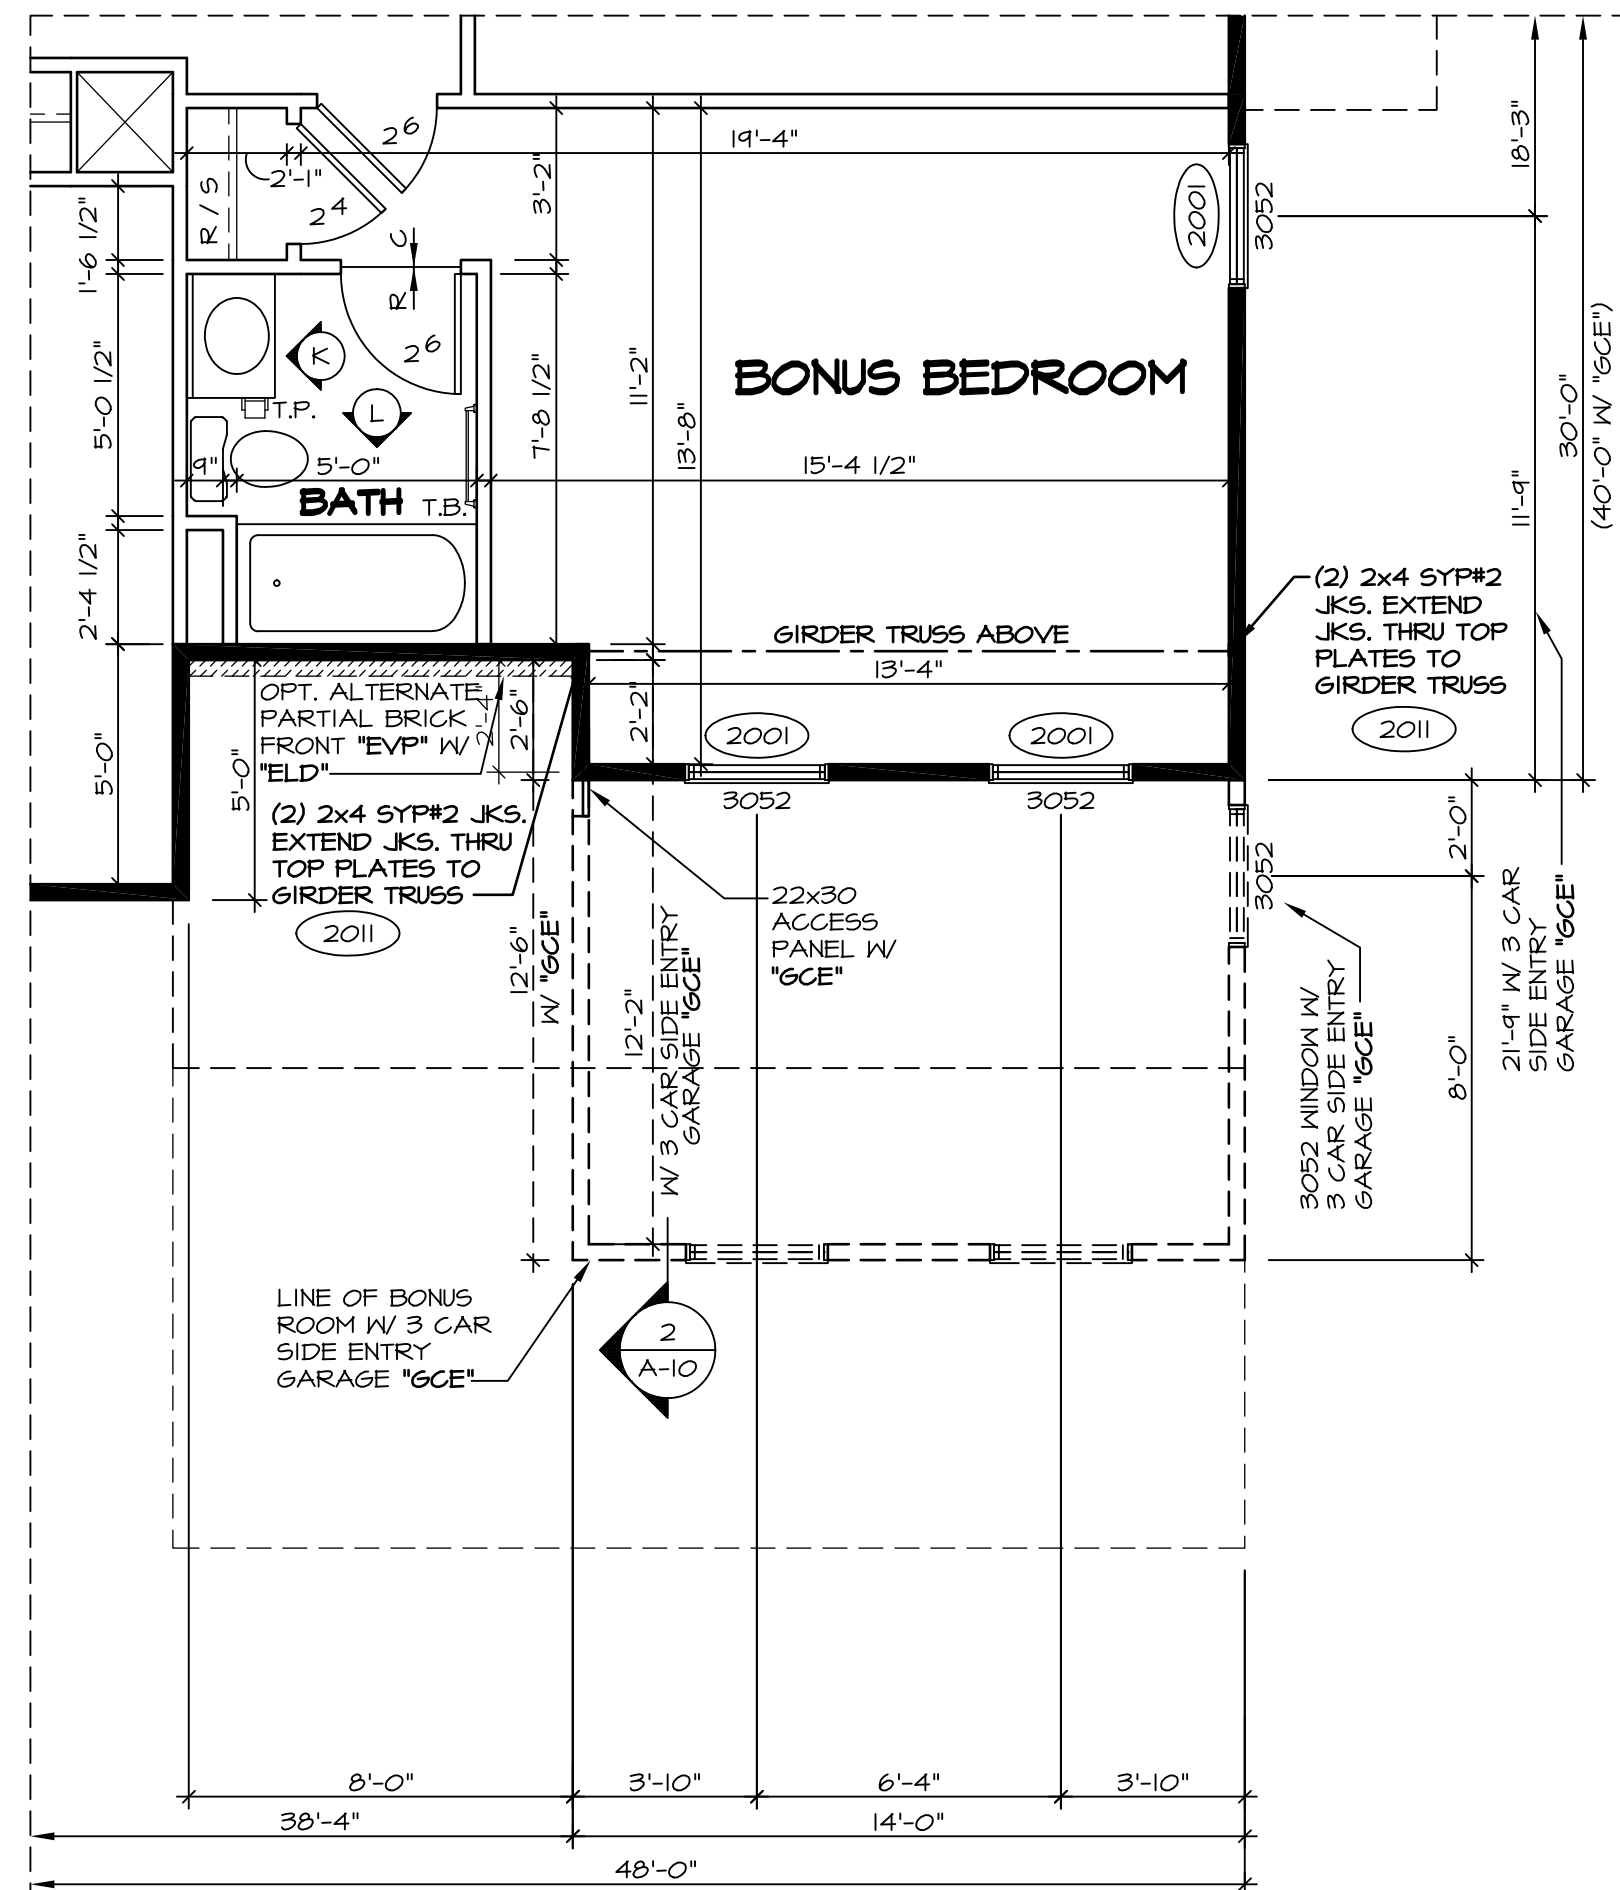 2⁶
19'-4"
18'-3"
2'-1"
3'-2"
R / S
2⁴
2001
3052
1'-6 1/2"
C
R
30'-0"
(40'-0" W/ "GCE")
K
2⁶
BONUS BEDROOM
11'-2"
7'-8 1/2"
13'-8"
5'-0 1/2"
T.P.
L
9"
5'-0"
15'-4 1/2"
11'-9"
BATH
T.B.
2'-4 1/2"
(2) 2x4 SYP#2
JKS. EXTEND
JKS. THRU TOP
PLATES TO
GIRDER TRUSS
2011
GIRDER TRUSS ABOVE
13'-4"
OPT. ALTERNATE
PARTIAL BRICK
FRONT "EVP" W/
"ELD"
2'-4"
2'-6"
2'-2"
2001
2001
3052
3052
5'-0"
5'-0"
(2) 2x4 SYP#2 JKS.
EXTEND JKS. THRU
TOP PLATES TO
GIRDER TRUSS
2011
2'-0"
3052
22x30
ACCESS
PANEL W/
"GCE"
12'-6"
W/ "GCE"
12'-2"
W/ 3 CAR SIDE ENTRY
GARAGE "GCE"
21'-9" W/ 3 CAR
SIDE ENTRY
GARAGE "GCE"
3052 WINDOW W/
3 CAR SIDE ENTRY
GARAGE "GCE"
8'-0"
LINE OF BONUS
ROOM W/ 3 CAR
SIDE ENTRY
GARAGE "GCE"
2
A-10
8'-0"
3'-10"
6'-4"
3'-10"
38'-4"
14'-0"
48'-0"